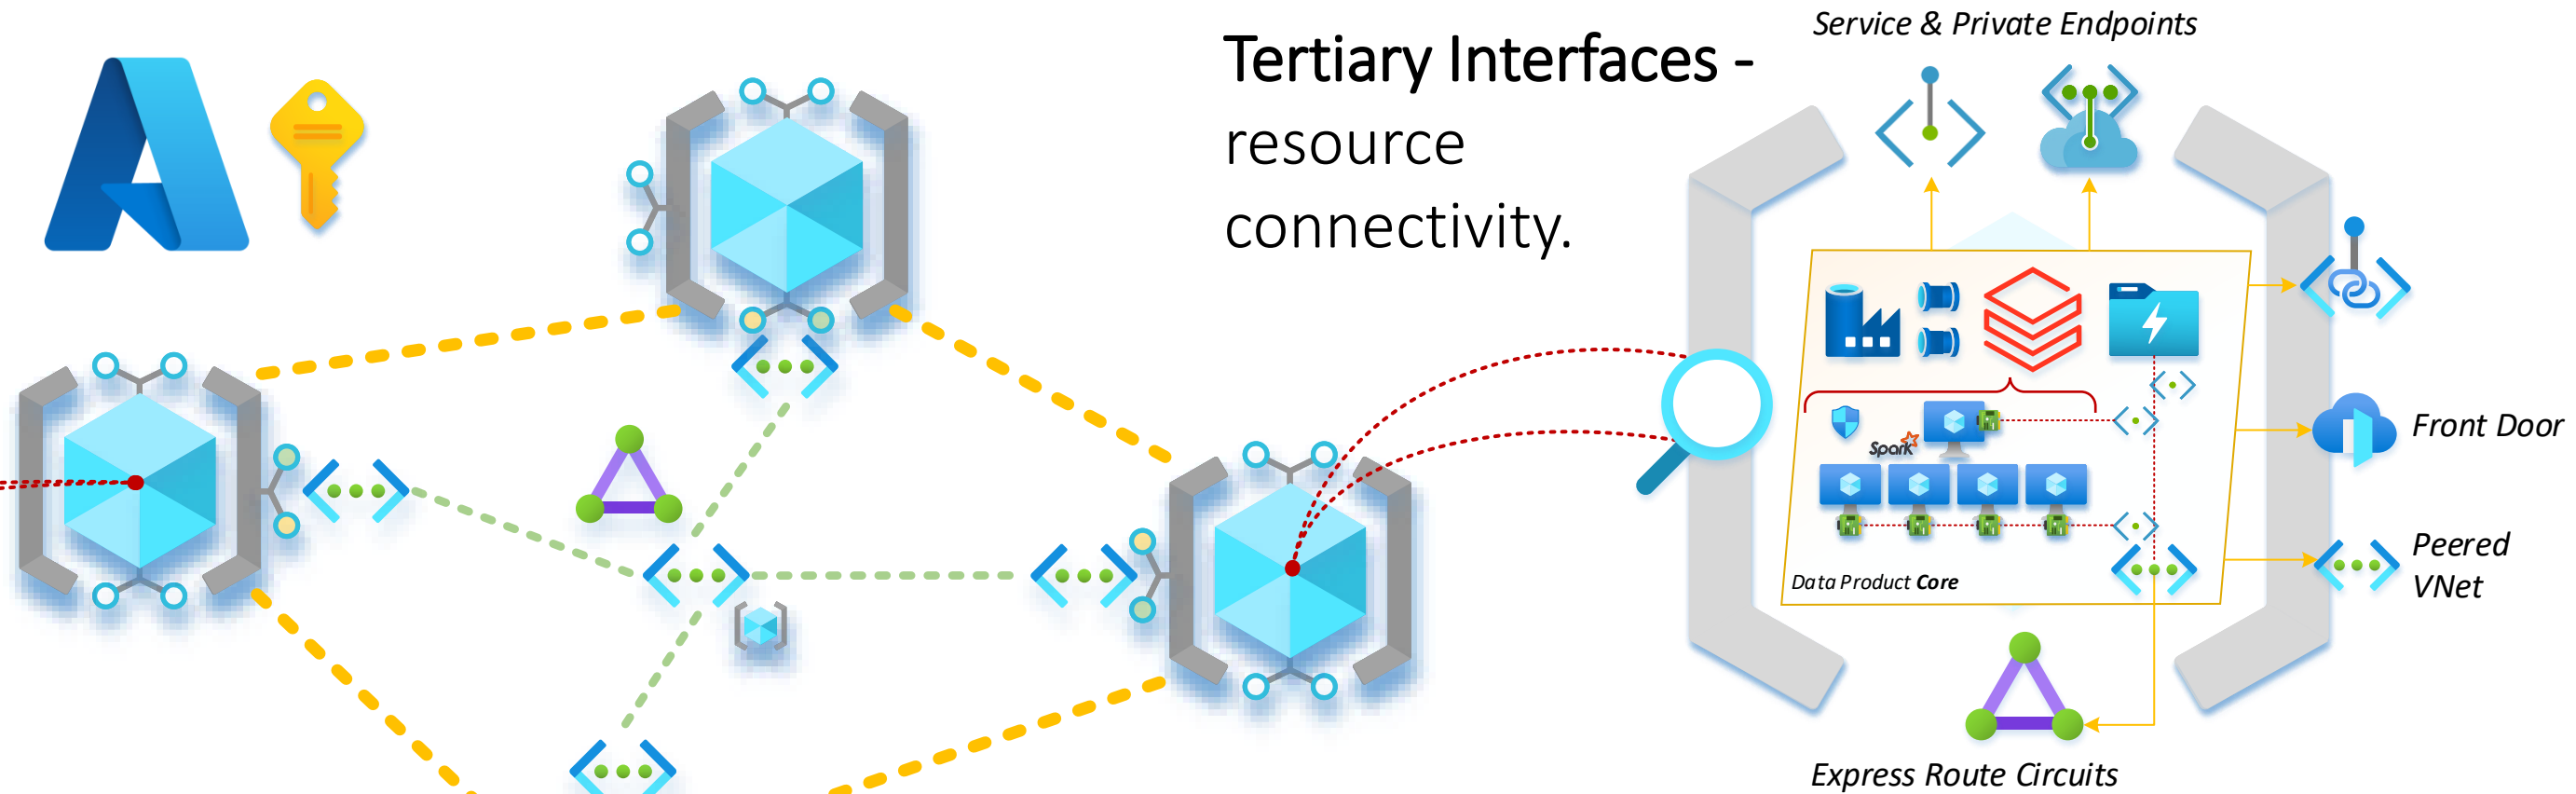 Tertiary Interfaces -
resource
connectivity.
Service & Private Endpoints
Spark
Data Product Core
Front Door
Peered
VNet
Express Route Circuits